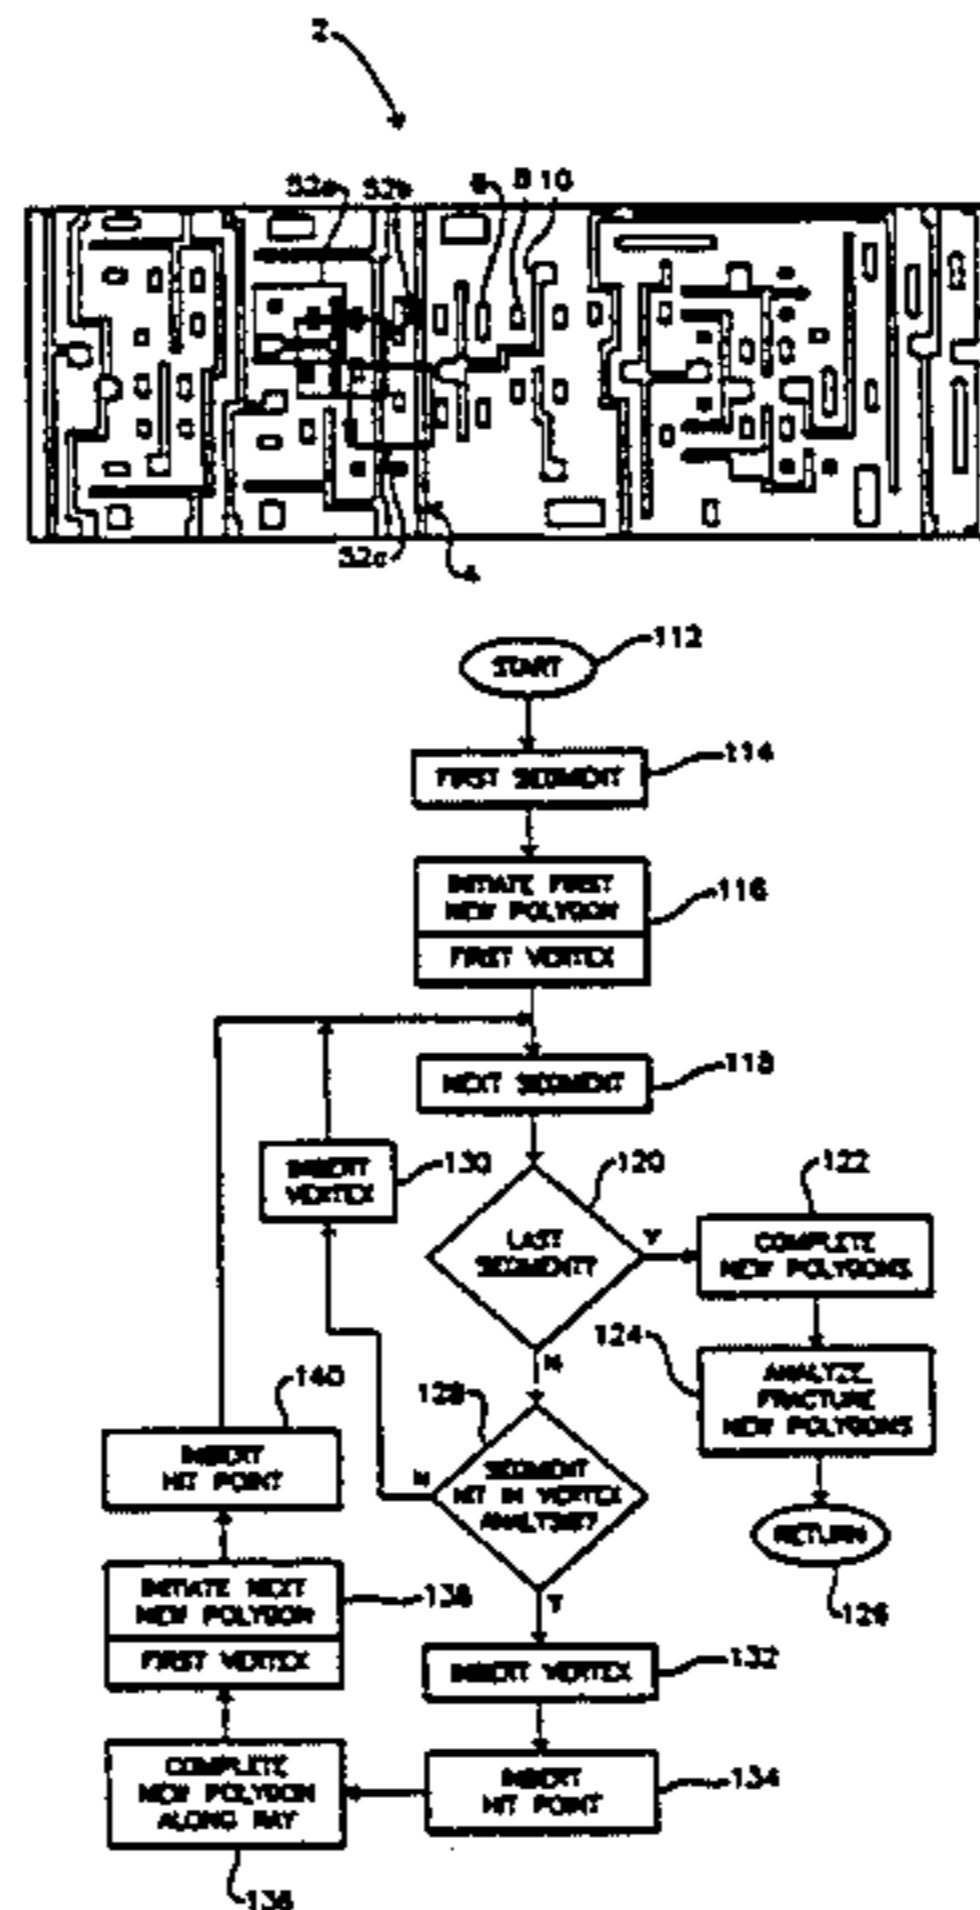 2
52a 52b 6 8 10
52c
4
START
112
FIRST SEGMENT
114
INITIATE FIRST
NEW POLYGON
FIRST VERTEX
116
NEXT SEGMENT
118
INSERT
VERTEX
130
LAST
SEGMENT?
120
Y
N
COMPLETE
NEW POLYGONS
122
124
ANALYZE
FRACTURE
NEW POLYGONS
RETURN
126
128
SEGMENT
HIT IN VERTEX
ANALYSIS?
N
Y
140
INSERT
HIT POINT
INITIATE NEXT
NEW POLYGON
FIRST VERTEX
138
INSERT VERTEX
132
COMPLETE
NEW POLYGON
ALONG RAY
136
INSERT
HIT POINT
134